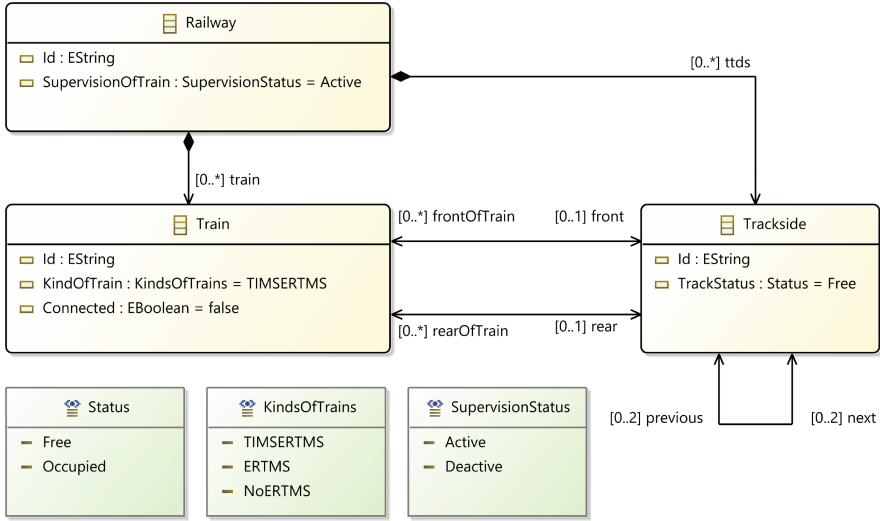 Railway
Id : EString
SupervisionOfTrain : SupervisionStatus = Active
[0..*] ttds
[0..*] train
Train
Id : EString
KindOfTrain : KindsOfTrains = TIMSERTMS
Connected : EBoolean = false
[0..*] frontOfTrain
[0..1] front
[0..*] rearOfTrain
[0..1] rear
Trackside
Id : EString
TrackStatus : Status = Free
[0..2] previous
[0..2] next
Status
Free
Occupied
KindsOfTrains
TIMSERTMS
ERTMS
NoERTMS
SupervisionStatus
Active
Deactive